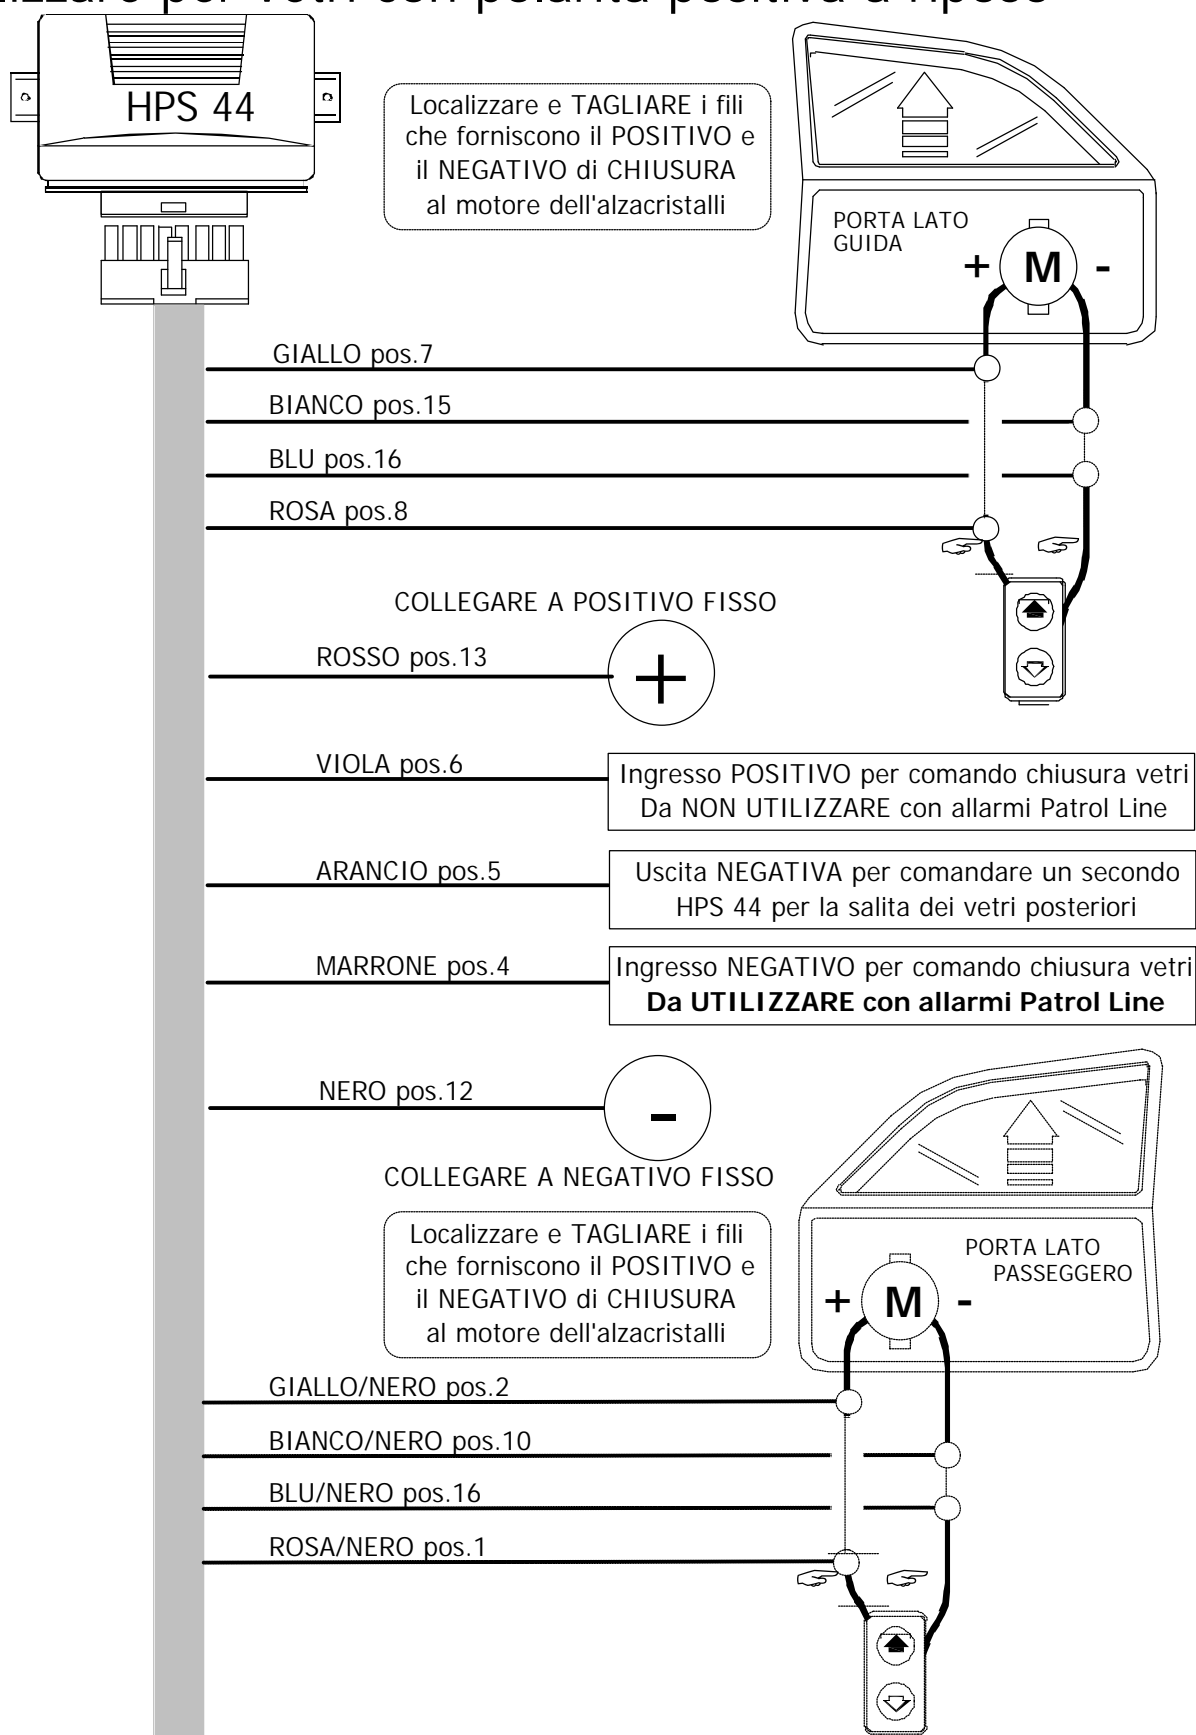 per vetri con polarità positiva a riposo
HPS 44
Localizzare e TAGLIARE i fili
che forniscono il POSITIVO e
il NEGATIVO di CHIUSURA
al motore dell'alzacristalli
PORTA LATO
GUIDA
+ M -
GIALLO pos.7
BIANCO pos.15
BLU pos.16
ROSA pos.8
COLLEGARE A POSITIVO FISSO
ROSSO pos.13
+
VIOLA pos.6
Ingresso POSITIVO per comando chiusura vetri
Da NON UTILIZZARE con allarmi Patrol Line
ARANCIO pos.5
Uscita NEGATIVA per comandare un secondo
HPS 44 per la salita dei vetri posteriori
MARRONE pos.4
Ingresso NEGATIVO per comando chiusura vetri
Da UTILIZZARE con allarmi Patrol Line
NERO pos.12
-
COLLEGARE A NEGATIVO FISSO
Localizzare e TAGLIARE i fili
che forniscono il POSITIVO e
il NEGATIVO di CHIUSURA
al motore dell'alzacristalli
PORTA LATO
PASSEGGERO
+ M -
GIALLO/NERO pos.2
BIANCO/NERO pos.10
BLU/NERO pos.16
ROSA/NERO pos.1